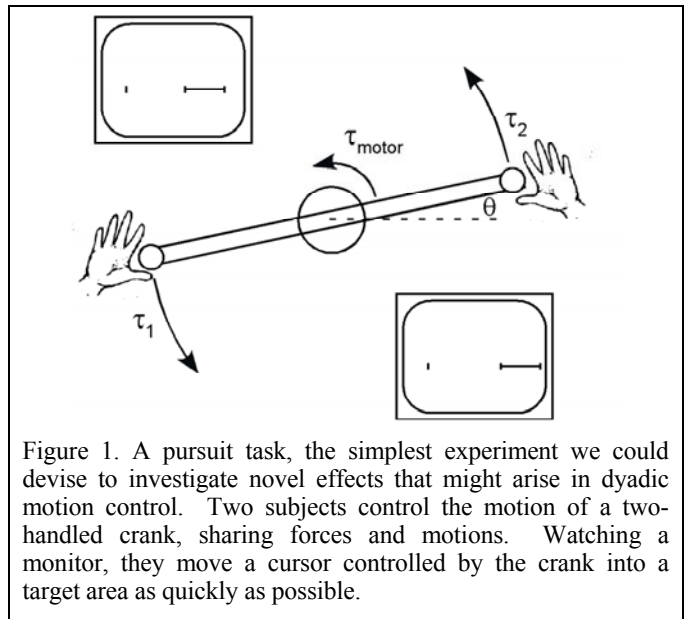 τ2
τmotor
θ
τ1
Figure 1. A pursuit task, the simplest experiment we could
devise to investigate novel effects that might arise in dyadic
motion control. Two subjects control the motion of a two-
handled crank, sharing forces and motions. Watching a
monitor, they move a cursor controlled by the crank into a
target area as quickly as possible.